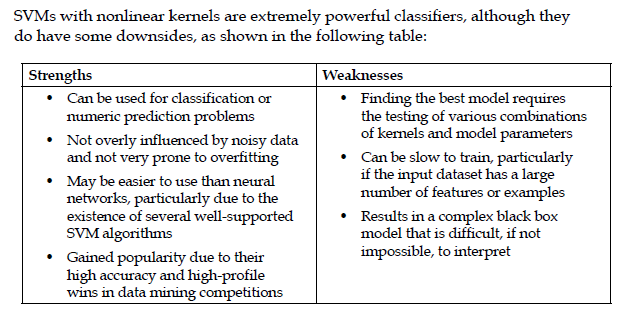 SVMs with nonlinear kernels are extremely powerful classifiers, although they
do have some downsides, as shown in the following table:
Strengths
• Can be used for classification or
numeric prediction problems
• Not overly influenced by noisy data
and not very prone to overfitting
• May be easier to use than neural
networks, particularly due to the
existence of several well-supported
SVM algorithms
• Gained popularity due to their
high accuracy and high-profile
wins in data mining competitions
Weaknesses
• Finding the best model requires
the testing of various combinations
of kernels and model parameters
• Can be slow to train, particularly
if the input dataset has a large
number of features or examples
• Results in a complex black box
model that is difficult, if not
impossible, to interpret